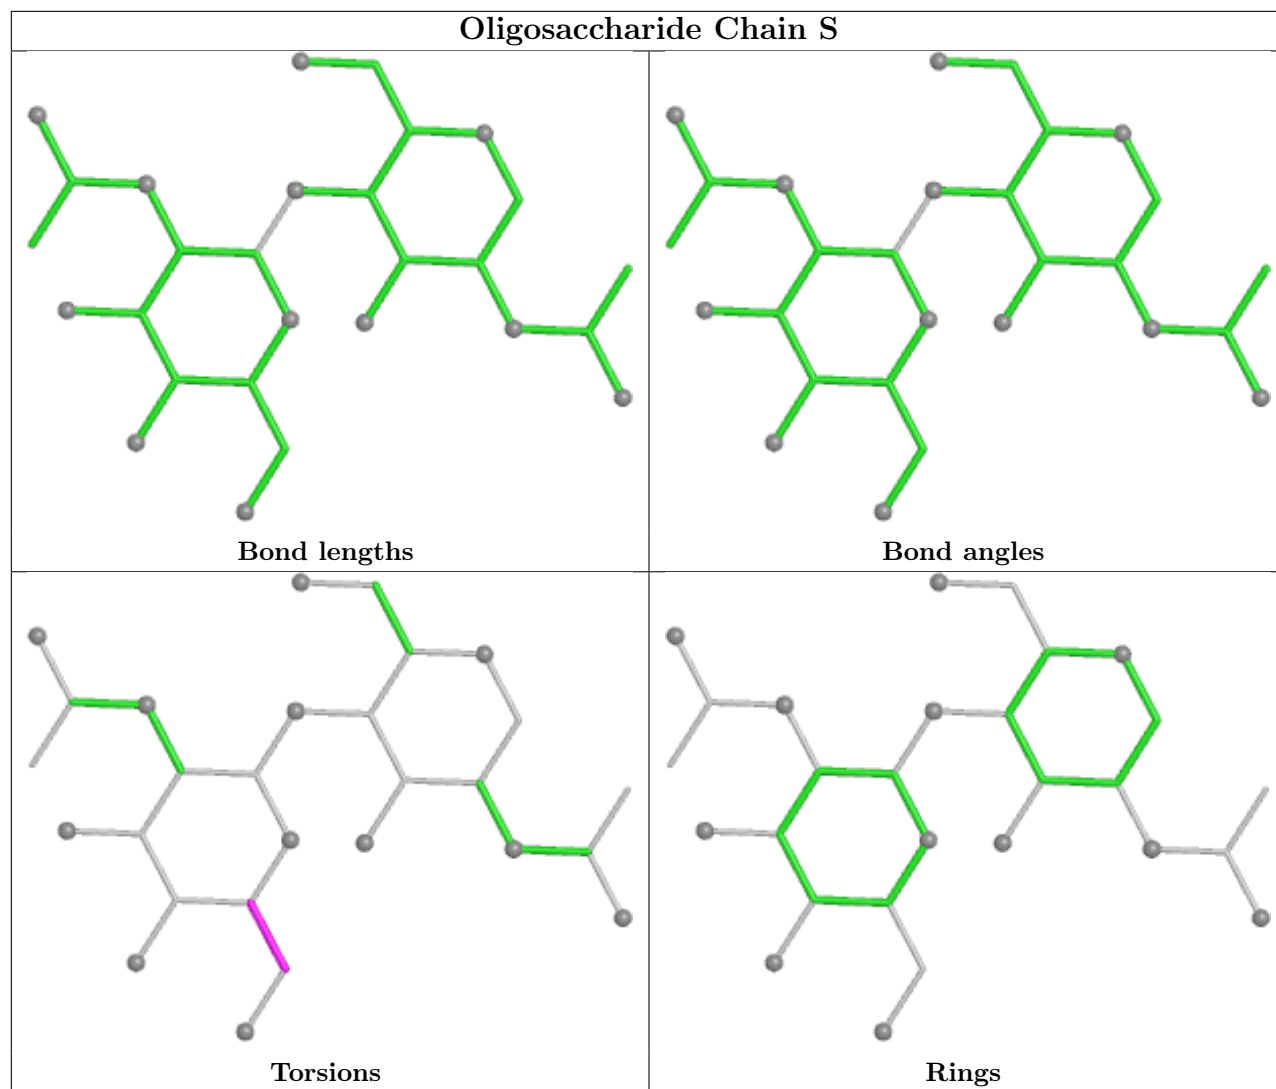 Oligosaccharide Chain S
Bond lengths
Bond angles
Torsions
Rings